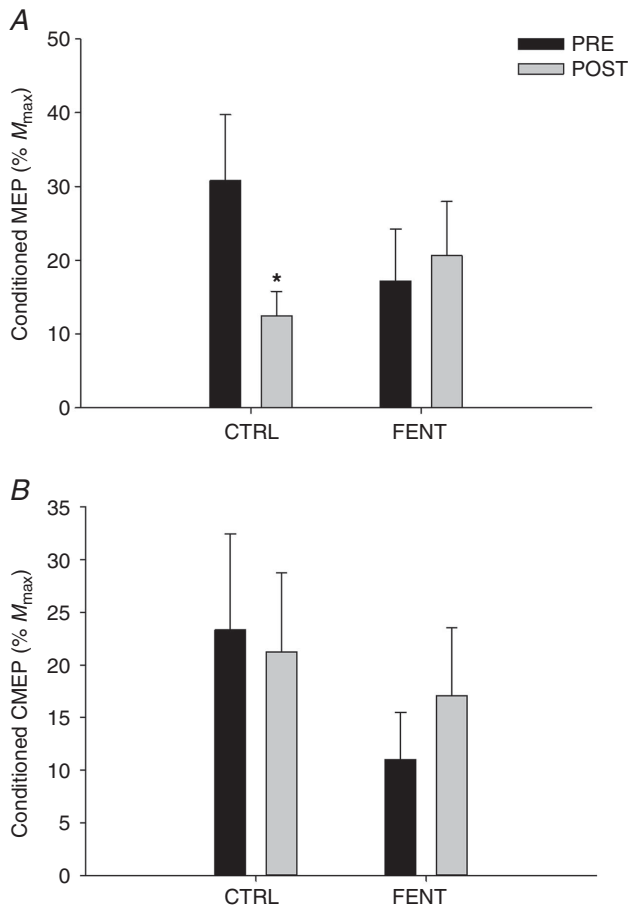 A
50
PRE
POST
40
30
20
*
10
0
Conditioned MEP (% Mmax)
CTRL FENT
B
35
30
25
20
15
10
5
0
Conditioned CMEP (% Mmax)
CTRL FENT